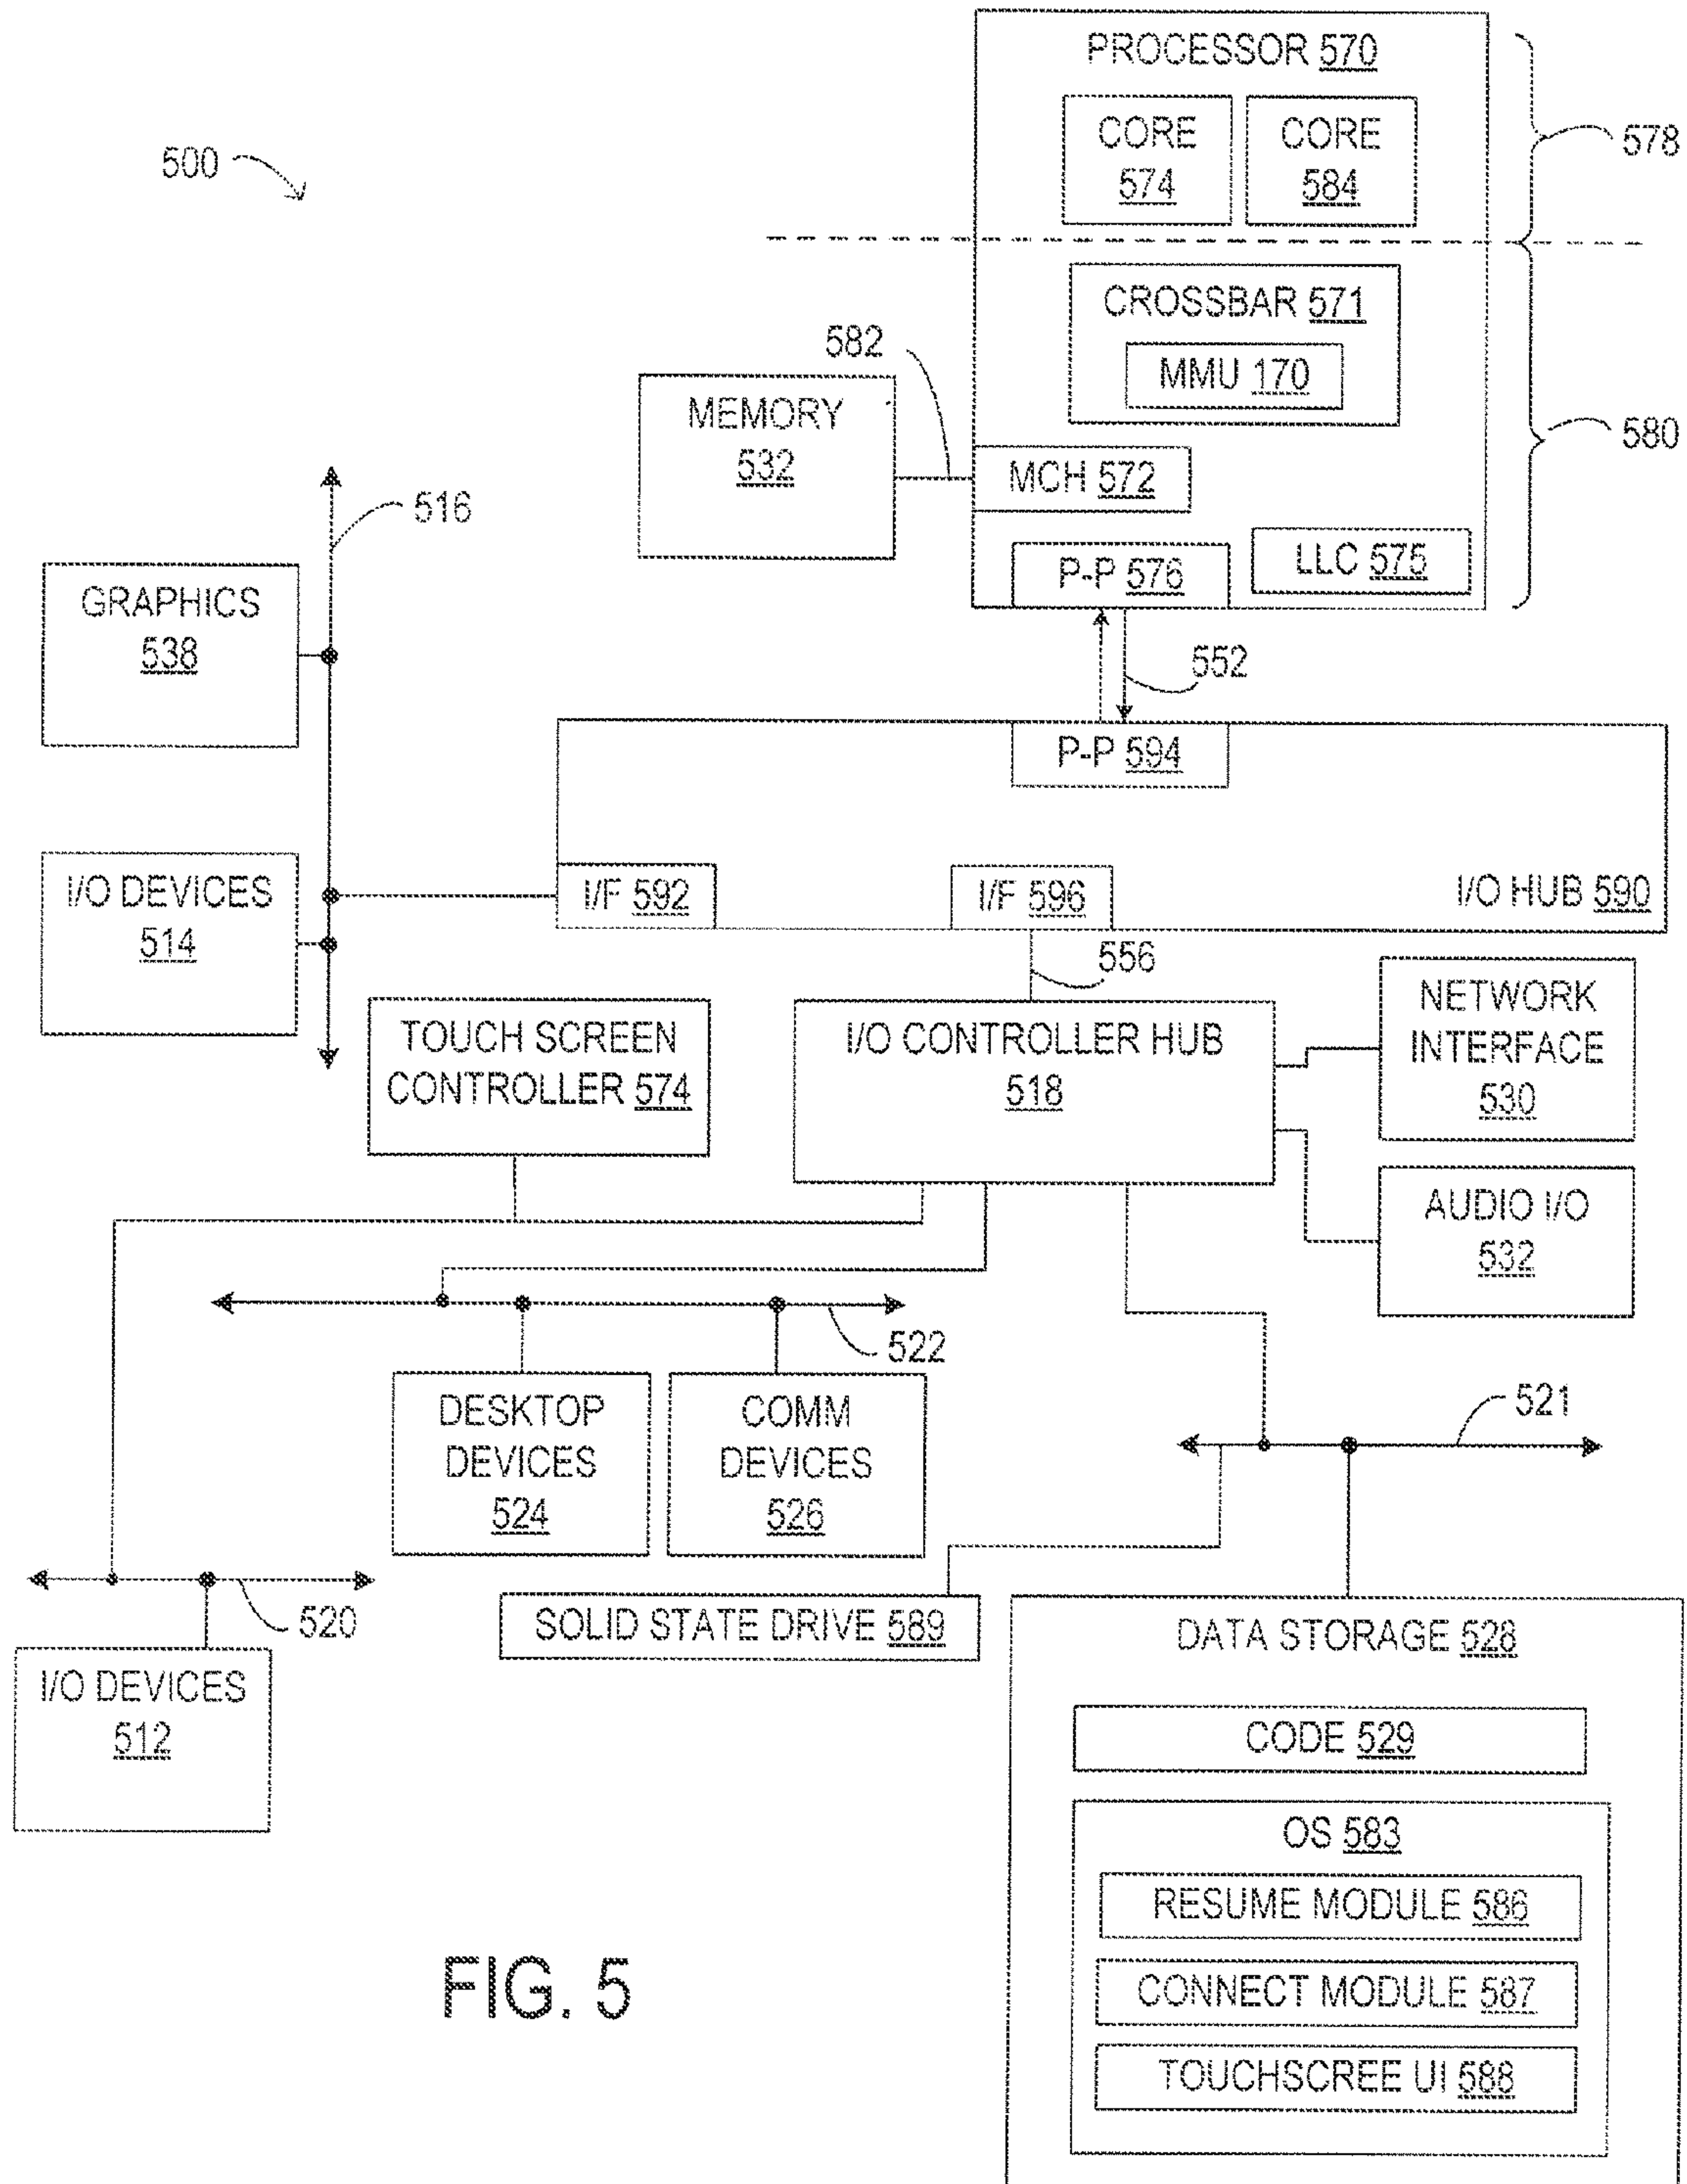 PROCESSOR 570
CORE
574
CORE
584
578
500
CROSSBAR 571
MMU 170
582
580
MEMORY
532
MCH 572
516
LLC 575
P-P 576
GRAPHICS
538
552
P-P 594
I/O DEVICES
514
I/F 592
I/F 596
I/O HUB 590
556
NETWORK
INTERFACE
530
TOUCH SCREEN
CONTROLLER 574
I/O CONTROLLER HUB
518
AUDIO I/O
532
522
DESKTOP
DEVICES
524
COMM
DEVICES
526
521
520
SOLID STATE DRIVE 589
DATA STORAGE 528
I/O DEVICES
512
CODE 529
OS 583
RESUME MODULE 586
CONNECT MODULE 587
TOUCHSCREE UI 588
FIG. 5